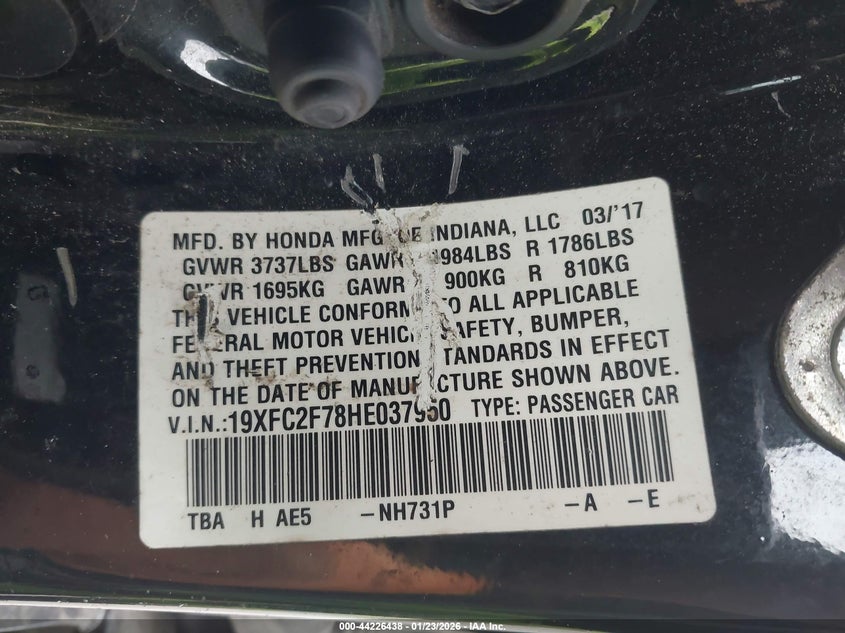 MFD. BY HONDA MFG. OF INDIANA, LLC 03/'17
GVWR 3737LBS GAWR 1984LBS R 1786LBS
GVWR 1695KG GAWR 900KG R 810KG
THIS VEHICLE CONFORMS TO ALL APPLICABLE
FEDERAL MOTOR VEHICLE SAFETY, BUMPER,
AND THEFT PREVENTION STANDARDS IN EFFECT
ON THE DATE OF MANUFACTURE SHOWN ABOVE.
V.I.N.:19XFC2F78HE037950 TYPE: PASSENGER CAR
TBA H AE5 -NH731P -A -E
000-44226438 - 01/23/2026 - IAA Inc.